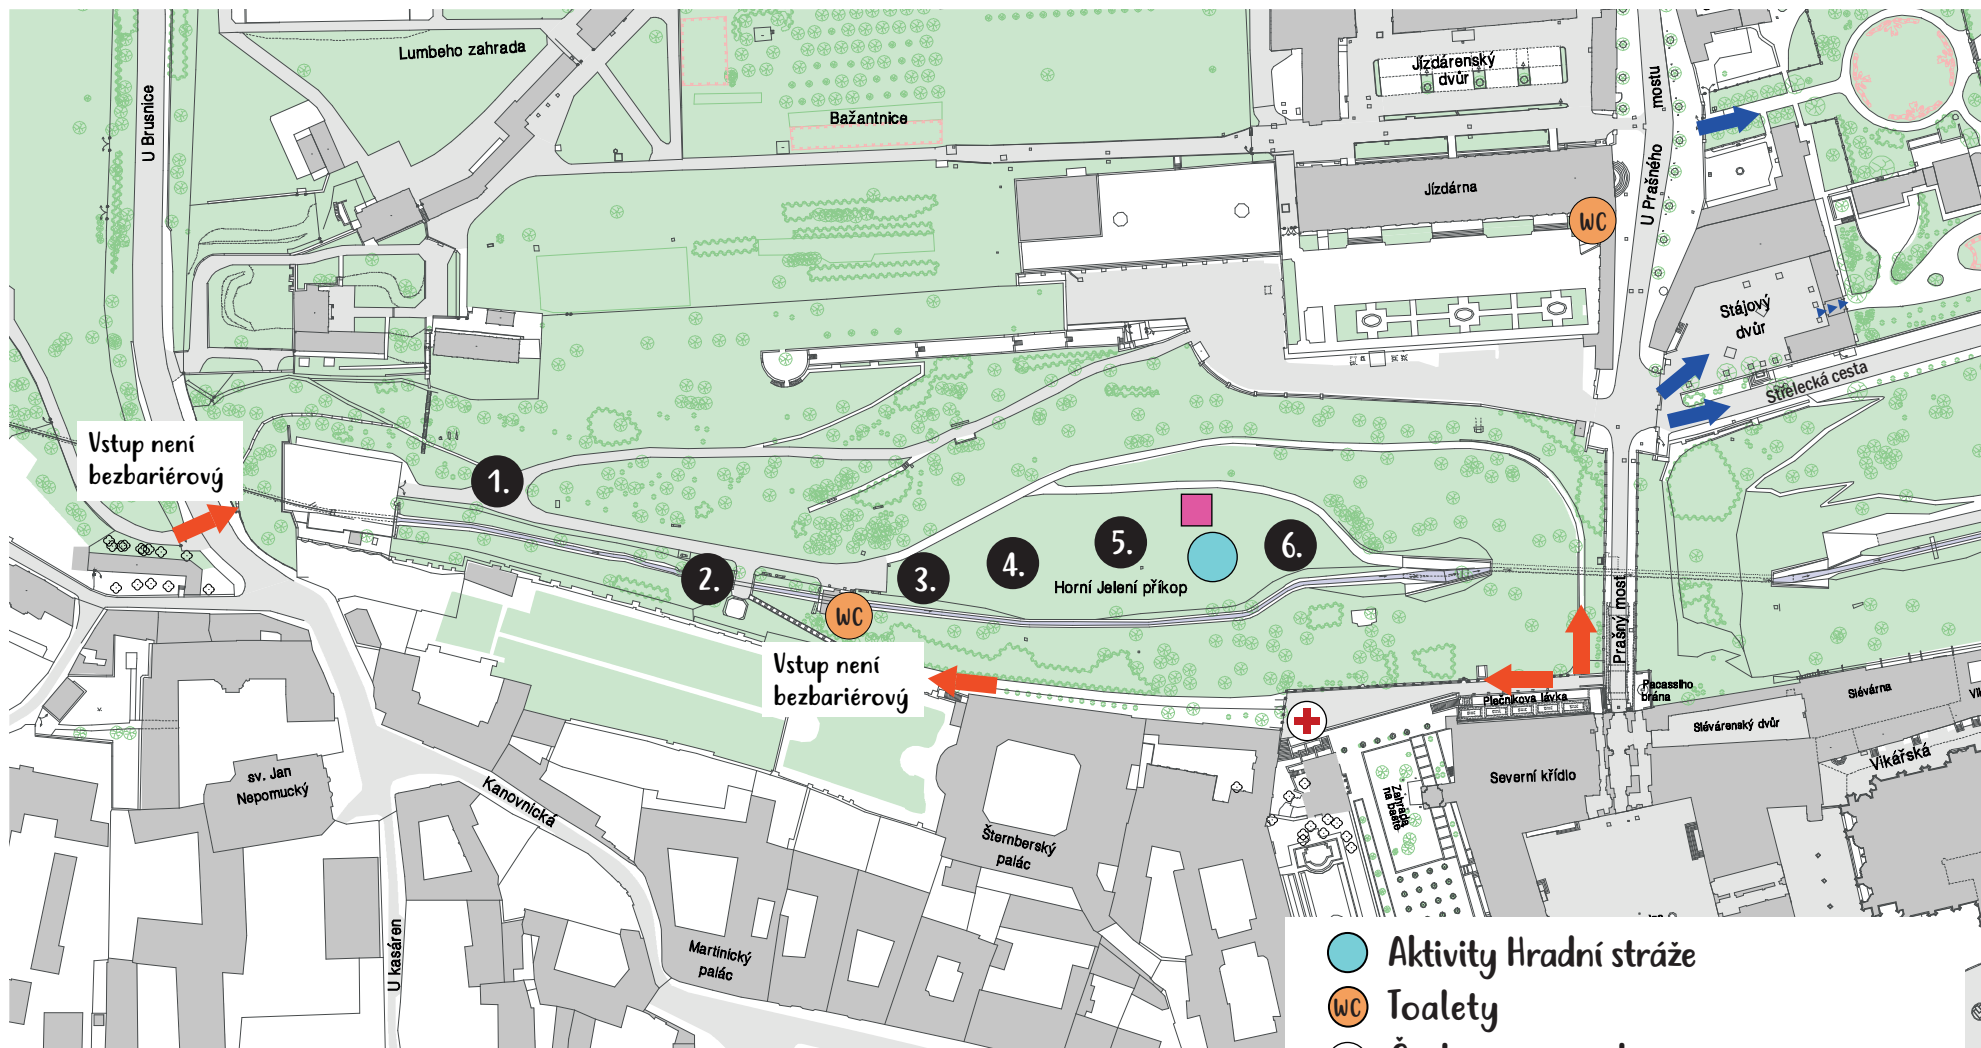 Lumbeho zahrada
U Brusnice
Bažantnice
Jízdárenský
dvůr
mostu
U Prašného
Jízdárna
WC
Stájový
dvůr
Střelecká cesta
Vstup není
bezbariérový
1.
2.
3.
4.
5.
6.
Horní Jelení příkop
WC
Vstup není
bezbariérový
Prašný most
Pacassiho
brána
Plečnikova lávka
Slévárna
Slévárenský dvůr
Vikářská
Severní křídlo
Zahrada
na baště
sv. Jan
Nepomucký
Kanovnická
Šternberský
palác
Martinický
palác
U kasáren
Aktivity Hradní stráže
WC Toalety